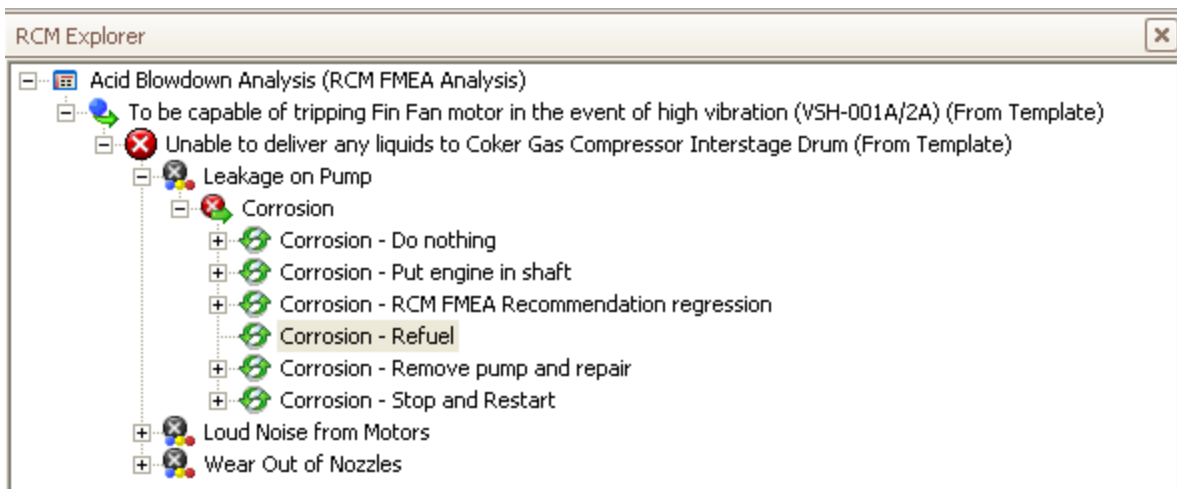 RCM Explorer
Acid Blowdown Analysis (RCM FMEA Analysis)
To be capable of tripping Fin Fan motor in the event of high vibration (VSH-001A/2A) (From Template)
Unable to deliver any liquids to Coker Gas Compressor Interstage Drum (From Template)
Leakage on Pump
Corrosion
Corrosion - Do nothing
Corrosion - Put engine in shaft
Corrosion - RCM FMEA Recommendation regression
Corrosion - Refuel
Corrosion - Remove pump and repair
Corrosion - Stop and Restart
Loud Noise from Motors
Wear Out of Nozzles